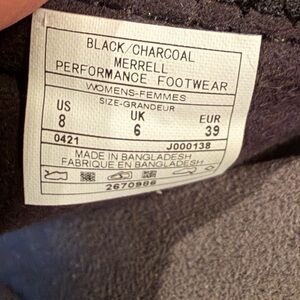 BLACK/CHARCOAL
MERRELL
PERFORMANCE FOOTWEAR
WOMENS-FEMMES
SIZE-GRANDEUR
US UK EUR
8 6 39
0421 J000138
MADE IN BANGLADESH
FABRIQUE EN BANGLADESH
2670966